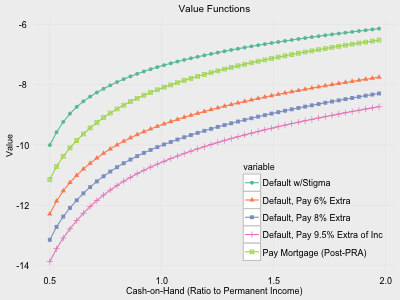 Value Functions
-6
-8
-10
-12
-14
Value
variable
Default w/Stigma
Default, Pay 6% Extra
Default, Pay 8% Extra
Default, Pay 9.5% Extra of Inc
Pay Mortgage (Post-PRA)
0.5 1.0 1.5 2.0
Cash-on-Hand (Ratio to Permanent Income)